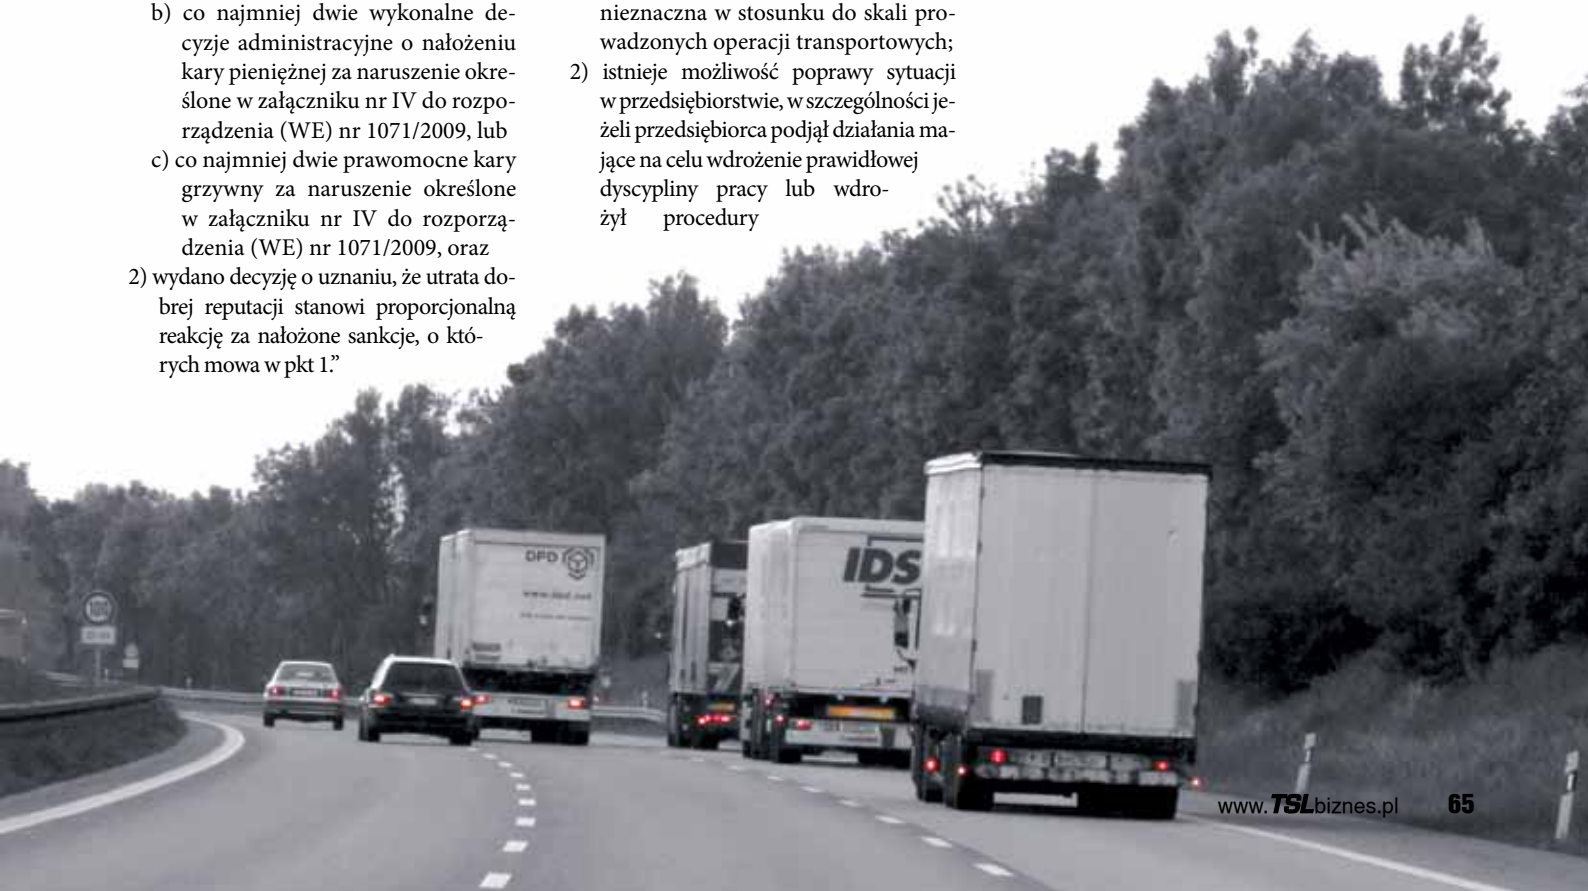 b) co najmniej dwie wykonalne de-
cyzje administracyjne o nałożeniu
kary pieniężnej za naruszenie okre-
ślone w załączniku nr IV do rozpo-
rządzenia (WE) nr 1071/2009, lub
c) co najmniej dwie prawomocne kary
grzywny za naruszenie określone
w załączniku nr IV do rozporzą-
dzenia (WE) nr 1071/2009, oraz
2) wydano decyzję o uznaniu, że utrata do-
brej reputacji stanowi proporcjonalną
reakcję za nałożone sankcje, o któ-
rych mowa w pkt 1.”
nieznaczna w stosunku do skali pro-
wadzonych operacji transportowych;
2) istnieje możliwość poprawy sytuacji
w przedsiębiorstwie, w szczególności je-
żeli przedsiębiorca podjął działania ma-
jące na celu wdrożenie prawidłowej
dyscypliny pracy lub wdro-
żył procedury
DPD
www.dpd.net
IDS
100
www.TSLbiznes.pl 65